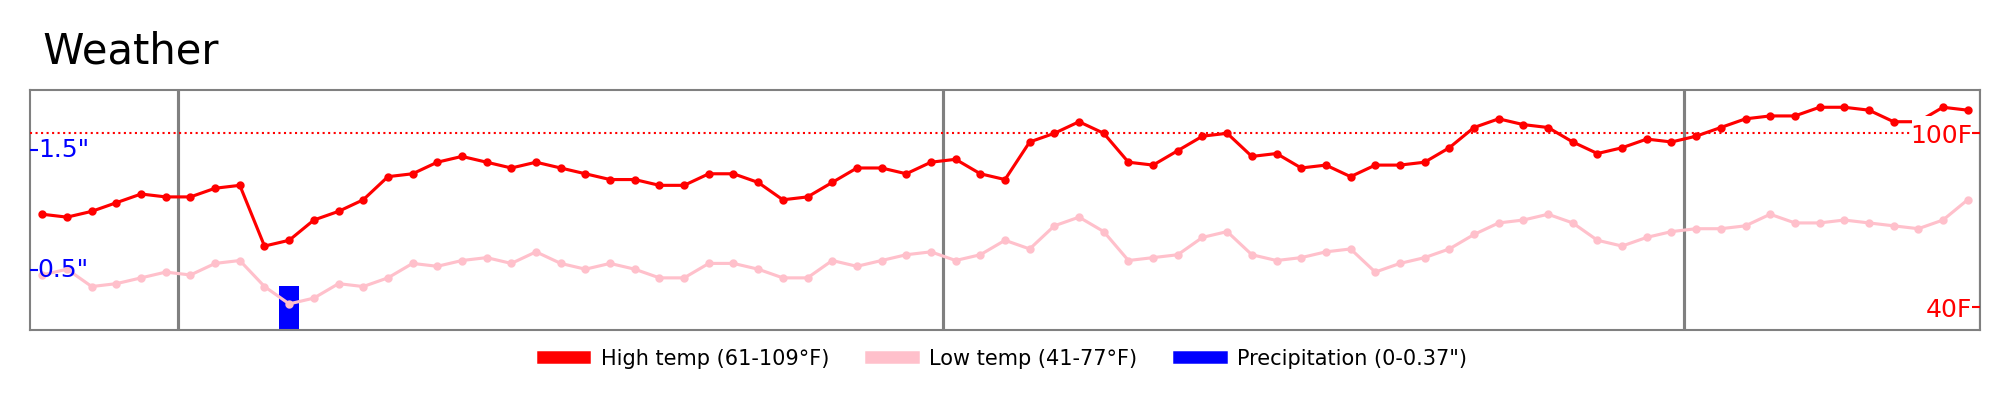 Weather
1.5"
100F
0.5"
40F
High temp (61-109°F)
Low temp (41-77°F)
Precipitation (0-0.37")